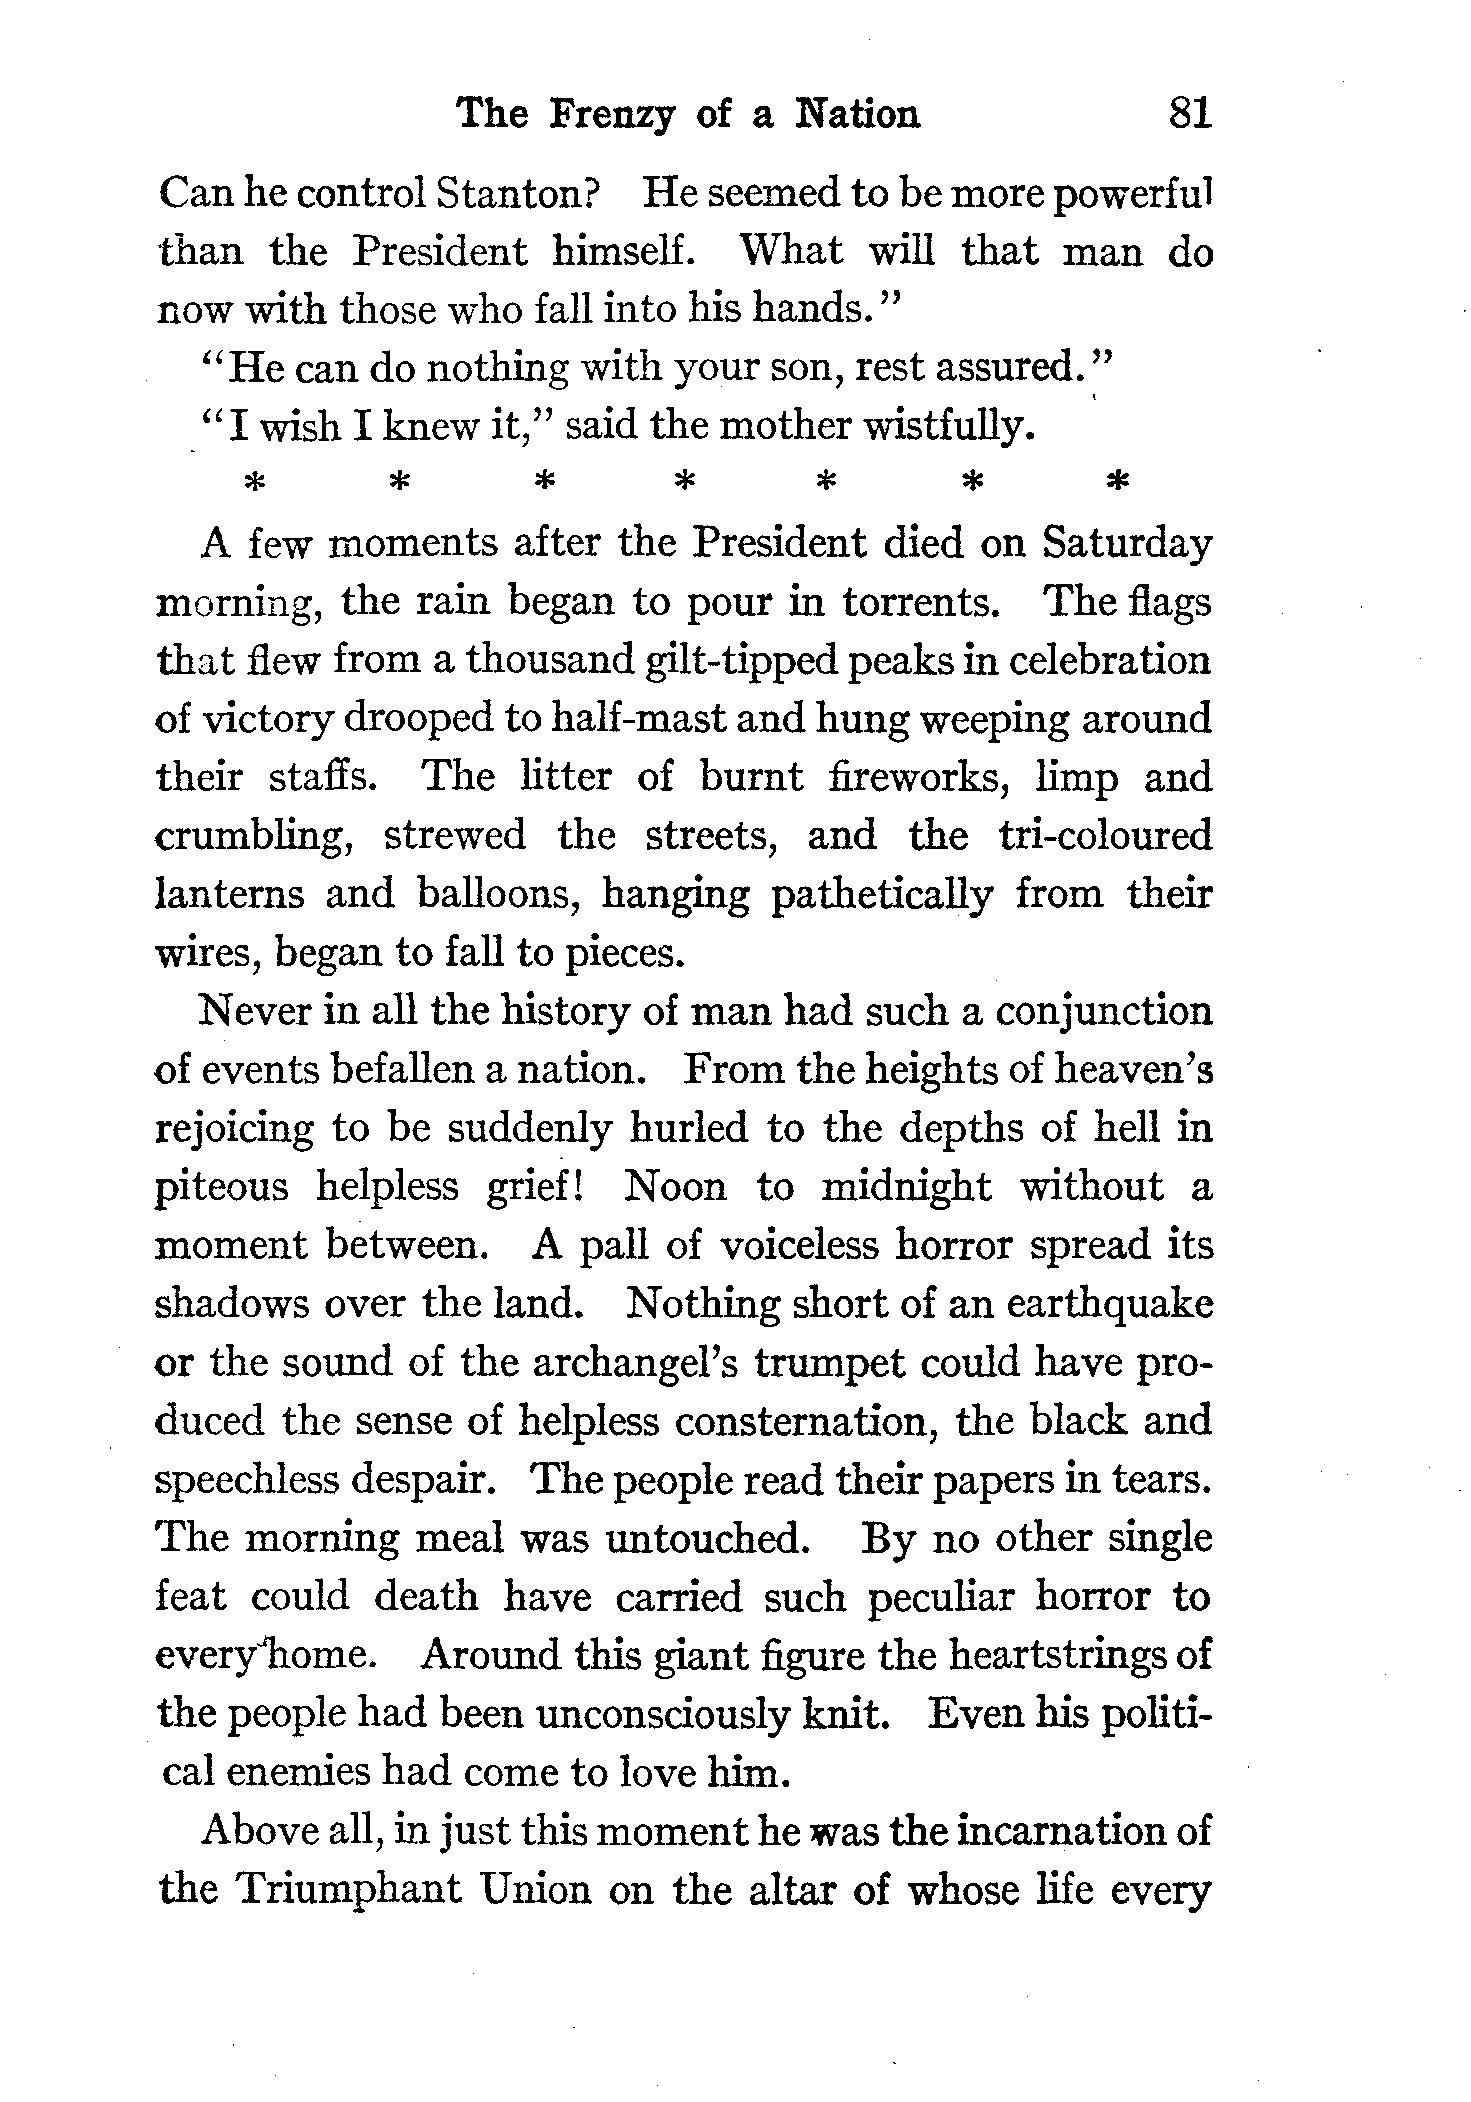 The Frenzy of a Nation 81
Can he control Stanton? He seemed to be more powerful
than the President himself. What will that man do
now with those who fall into his hands."
"He can do nothing with your son, rest assured."
"I wish I knew it," said the mother wistfully.
* * * * * * *
A few moments after the President died on Saturday
morning, the rain began to pour in torrents. The flags
that flew from a thousand gilt-tipped peaks in celebration
of victory drooped to half-mast and hung weeping around
their staffs. The litter of burnt fireworks, limp and
crumbling, strewed the streets, and the tri-coloured
lanterns and balloons, hanging pathetically from their
wires, began to fall to pieces.
Never in all the history of man had such a conjunction
of events befallen a nation. From the heights of heaven's
rejoicing to be suddenly hurled to the depths of hell in
piteous helpless grief! Noon to midnight without a
moment between. A pall of voiceless horror spread its
shadows over the land. Nothing short of an earthquake
or the sound of the archangel's trumpet could have pro-
duced the sense of helpless consternation, the black and
speechless despair. The people read their papers in tears.
The morning meal was untouched. By no other single
feat could death have carried such peculiar horror to
every home. Around this giant figure the heartstrings of
the people had been unconsciously knit. Even his politi-
cal enemies had come to love him.
Above all, in just this moment he was the incarnation of
the Triumphant Union on the altar of whose life every